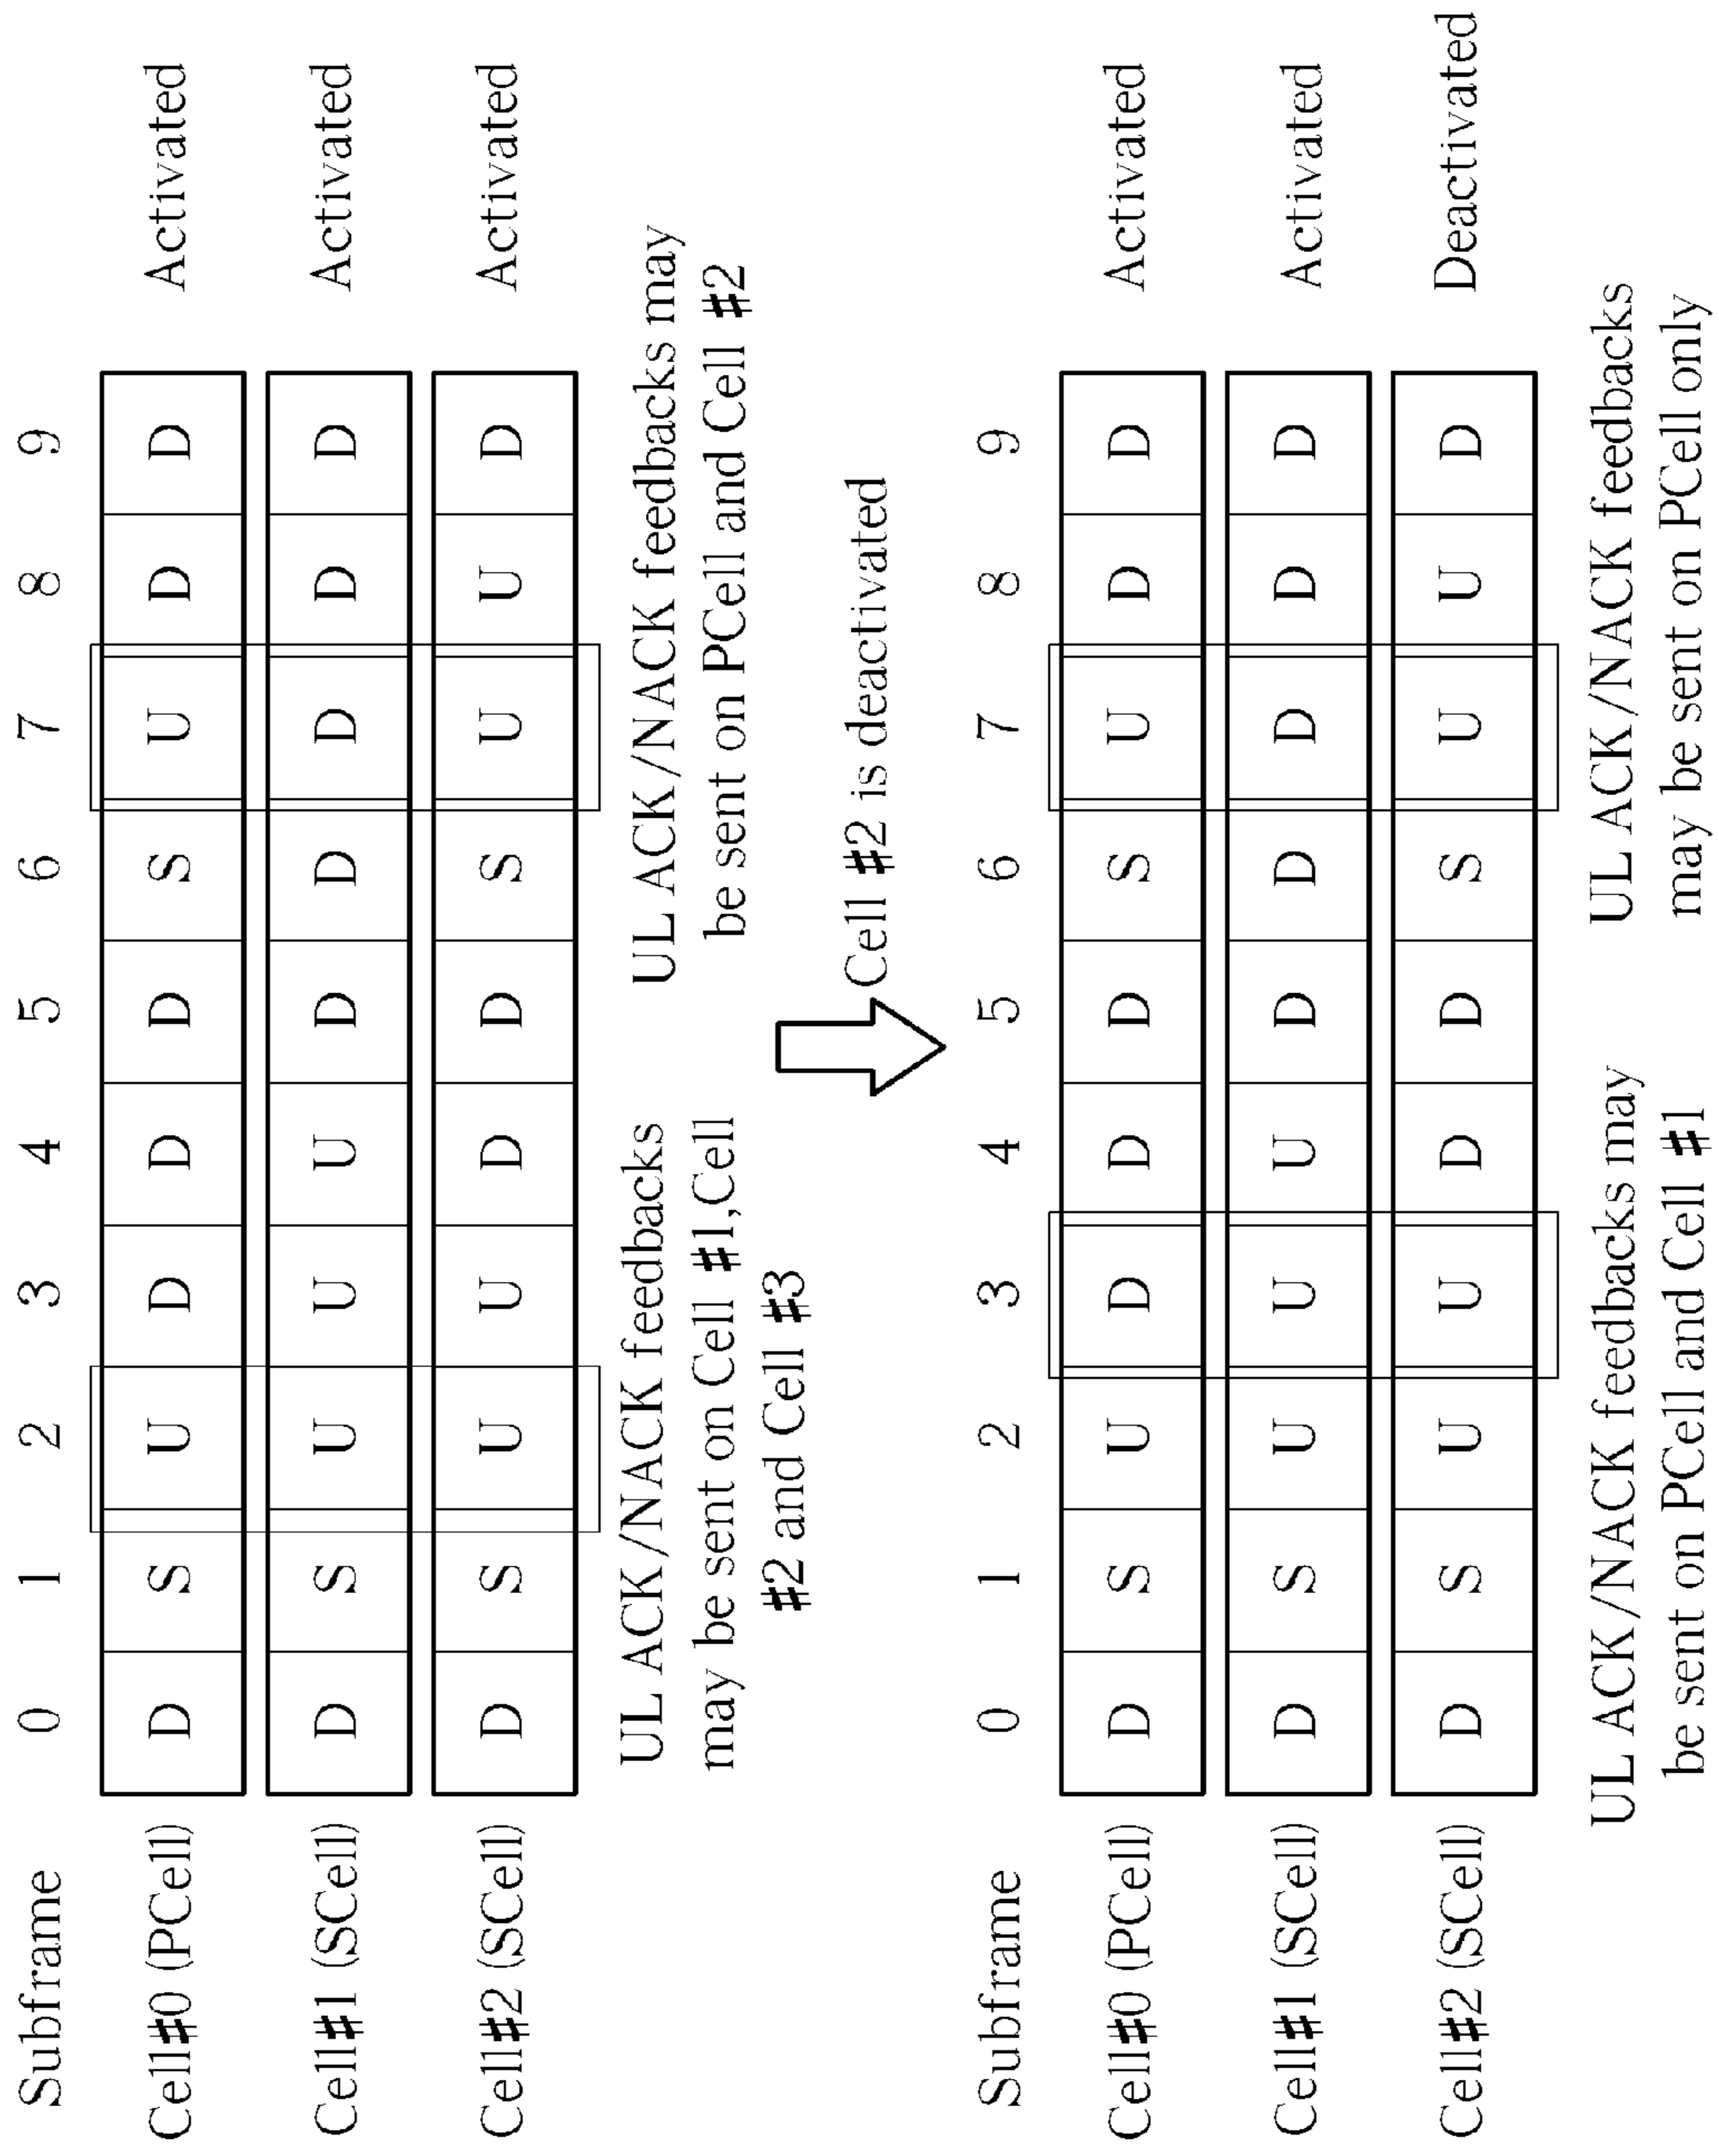 Subframe 0 1 2 3 4 5 6 7 8 9
Cell#0 (PCell) D S U D D D S U D D Activated
Cell#1 (SCell) D S U U U D D D D D Activated
Cell#2 (SCell) D S U U D D S U U D Activated
UL ACK/NACK feedbacks
may be sent on Cell #1,Cell
#2 and Cell #3
UL ACK/NACK feedbacks may
be sent on PCell and Cell #2
Cell #2 is deactivated
Subframe 0 1 2 3 4 5 6 7 8 9
Cell#0 (PCell) D S U D D D S U D D Activated
Cell#1 (SCell) D S U U U D D D D D Activated
Cell#2 (SCell) D S U U D D S U U D Deactivated
UL ACK/NACK feedbacks may
be sent on PCell and Cell #1
UL ACK/NACK feedbacks
may be sent on PCell only